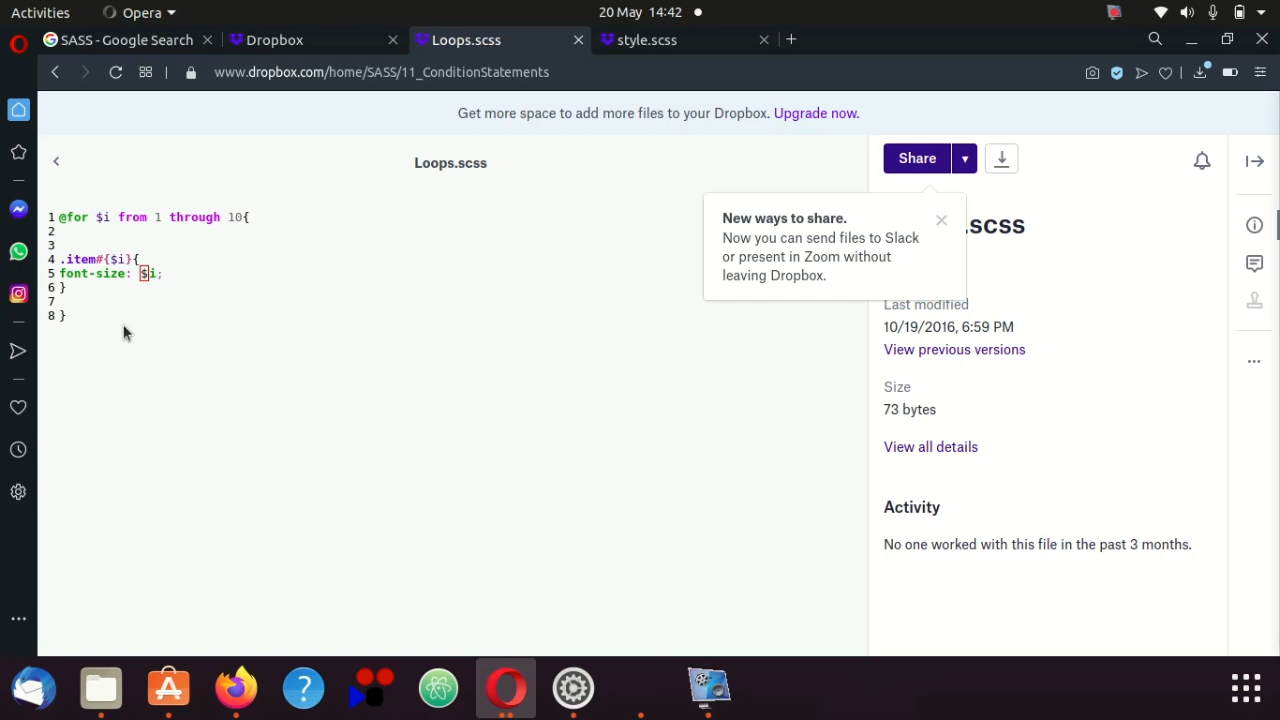 Activities
Opera
20 May 14:42
SASS - Google Search
Dropbox
Loops.scss
style.scss
www.dropbox.com/home/SASS/11_ConditionStatements
Get more space to add more files to your Dropbox. Upgrade now.
Loops.scss
Share
New ways to share.
Now you can send files to Slack
or present in Zoom without
leaving Dropbox.
.scss
1 @for $i from 1 through 10{
2
3
4 .item#{$i}{
5 font-size: $i;
6 }
7
8 }
Last modified
10/19/2016, 6:59 PM
View previous versions
Size
73 bytes
View all details
Activity
No one worked with this file in the past 3 months.